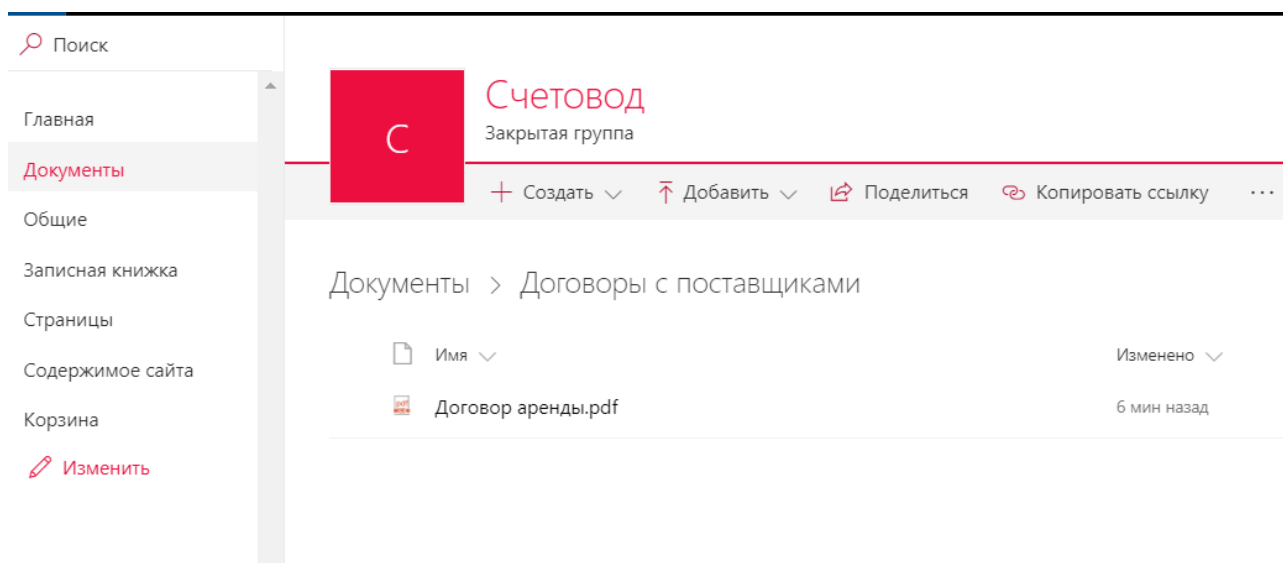 Поиск
Главная
Документы
Общие
Записная книжка
Страницы
Содержимое сайта
Корзина
Изменить
С
Счетовод
Закрытая группа
Создать Добавить Поделиться Копировать ссылку ...
Документы > Договоры с поставщиками
Имя Изменено
Договор аренды.pdf 6 мин назад